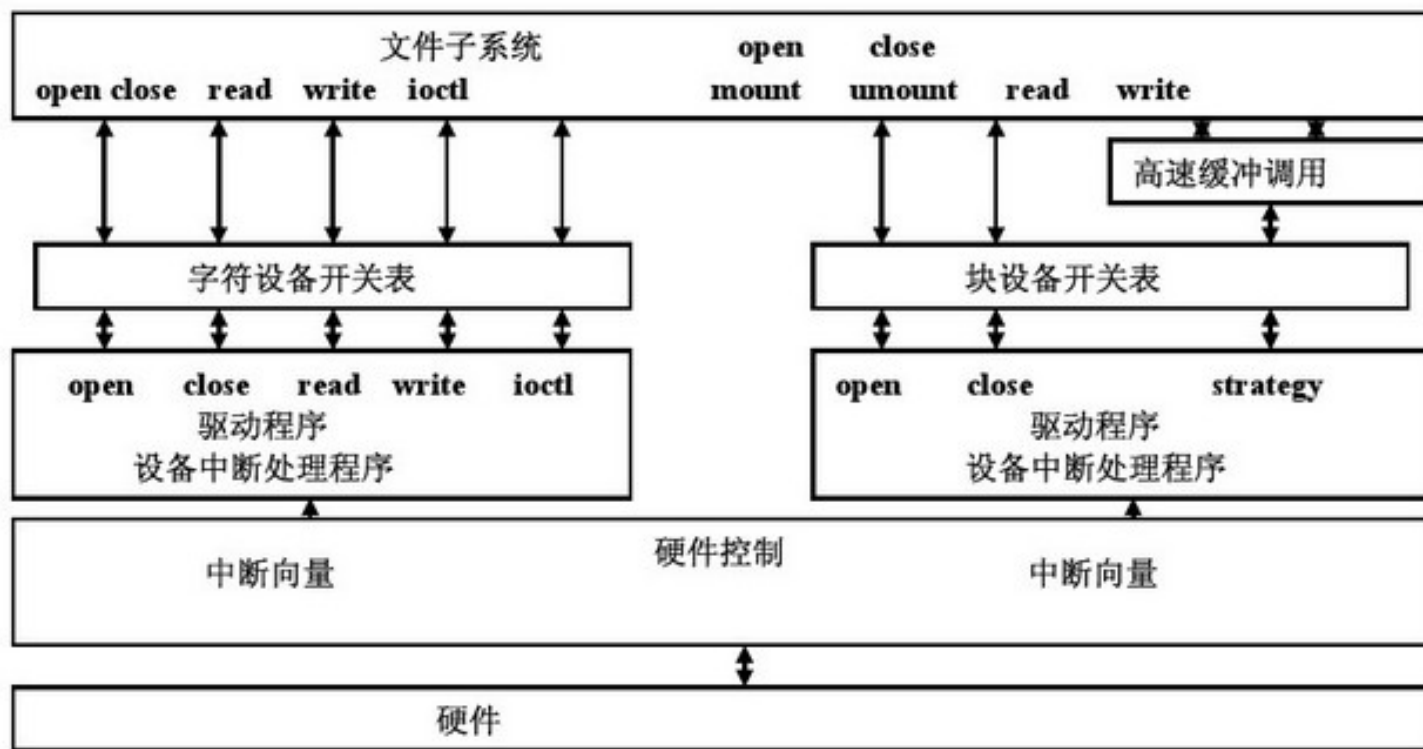 文件子系统 open close
open close read write ioctl mount umount read write
高速缓冲调用
字符设备开关表 块设备开关表
open close read write ioctl open close strategy
驱动程序 驱动程序
设备中断处理程序 设备中断处理程序
硬件控制
中断向量 中断向量
硬件